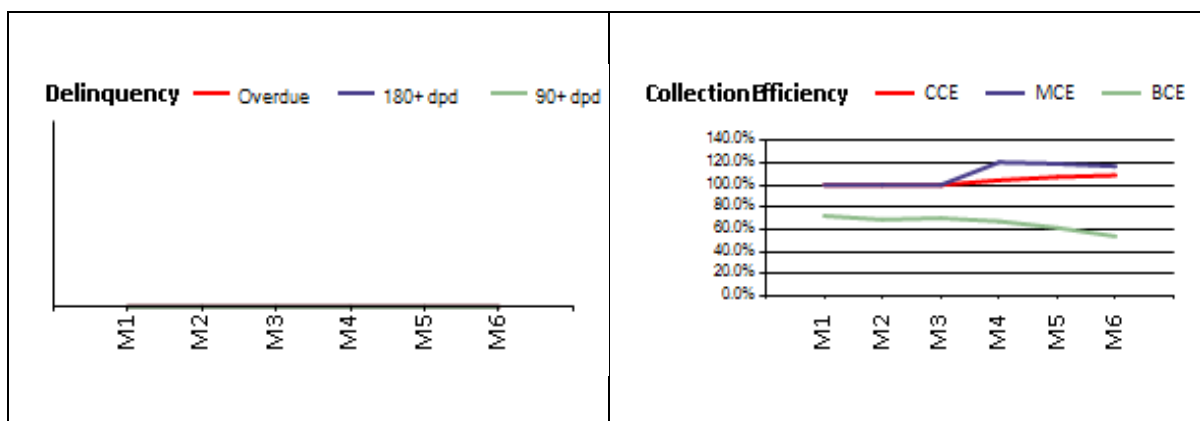 Delinquency Overdue 180+ dpd 90+ dpd
M1 M2 M3 M4 M5 M6
Collection Efficiency CCE MCE BCE
140.0%
120.0%
100.0%
80.0%
60.0%
40.0%
20.0%
0.0%
M1 M2 M3 M4 M5 M6